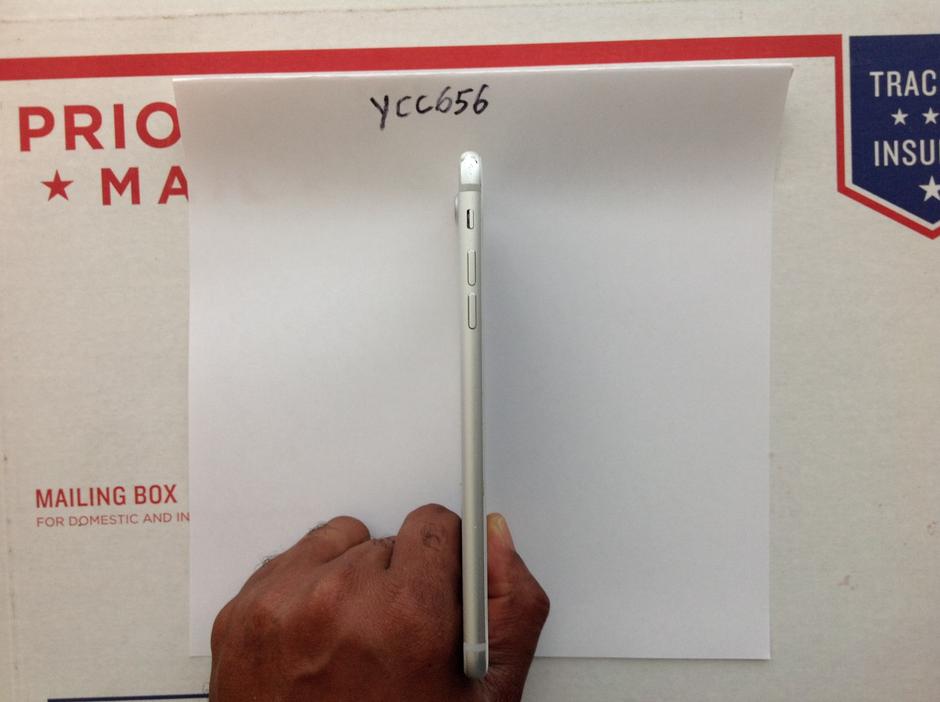 YCC656
PRIO
MA
TRAC
INSU
MAILING BOX
FOR DOMESTIC AND IN